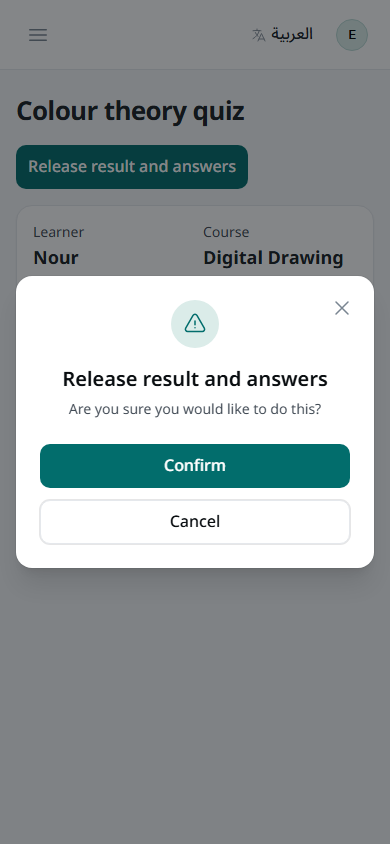 العربية
E
Colour theory quiz
Release result and answers
Learner
Course
Nour
Digital Drawing
Release result and answers
Are you sure you would like to do this?
Confirm
Cancel